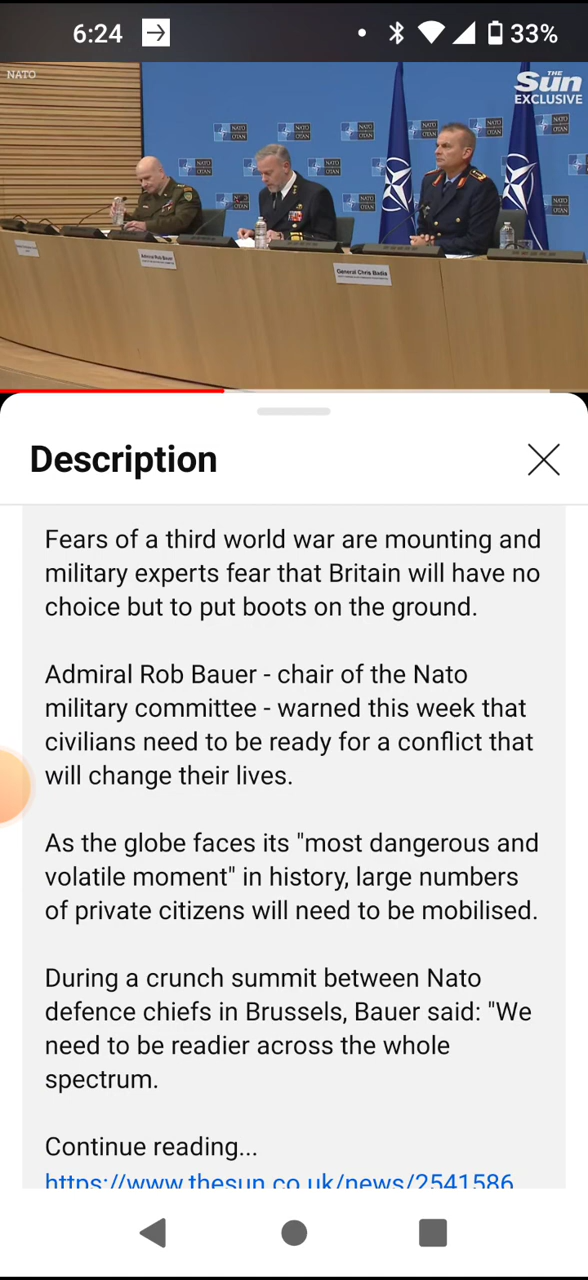 6:24
33%
NATO
THE
Sun
EXCLUSIVE
NATO
OTAN
Admiral Rob Bauer
General Chris Badia
Description
Fears of a third world war are mounting and
military experts fear that Britain will have no
choice but to put boots on the ground.
Admiral Rob Bauer - chair of the Nato
military committee - warned this week that
civilians need to be ready for a conflict that
will change their lives.
As the globe faces its "most dangerous and
volatile moment" in history, large numbers
of private citizens will need to be mobilised.
During a crunch summit between Nato
defence chiefs in Brussels, Bauer said: "We
need to be readier across the whole
spectrum.
Continue reading...
https://www.thesun.co.uk/news/2541586